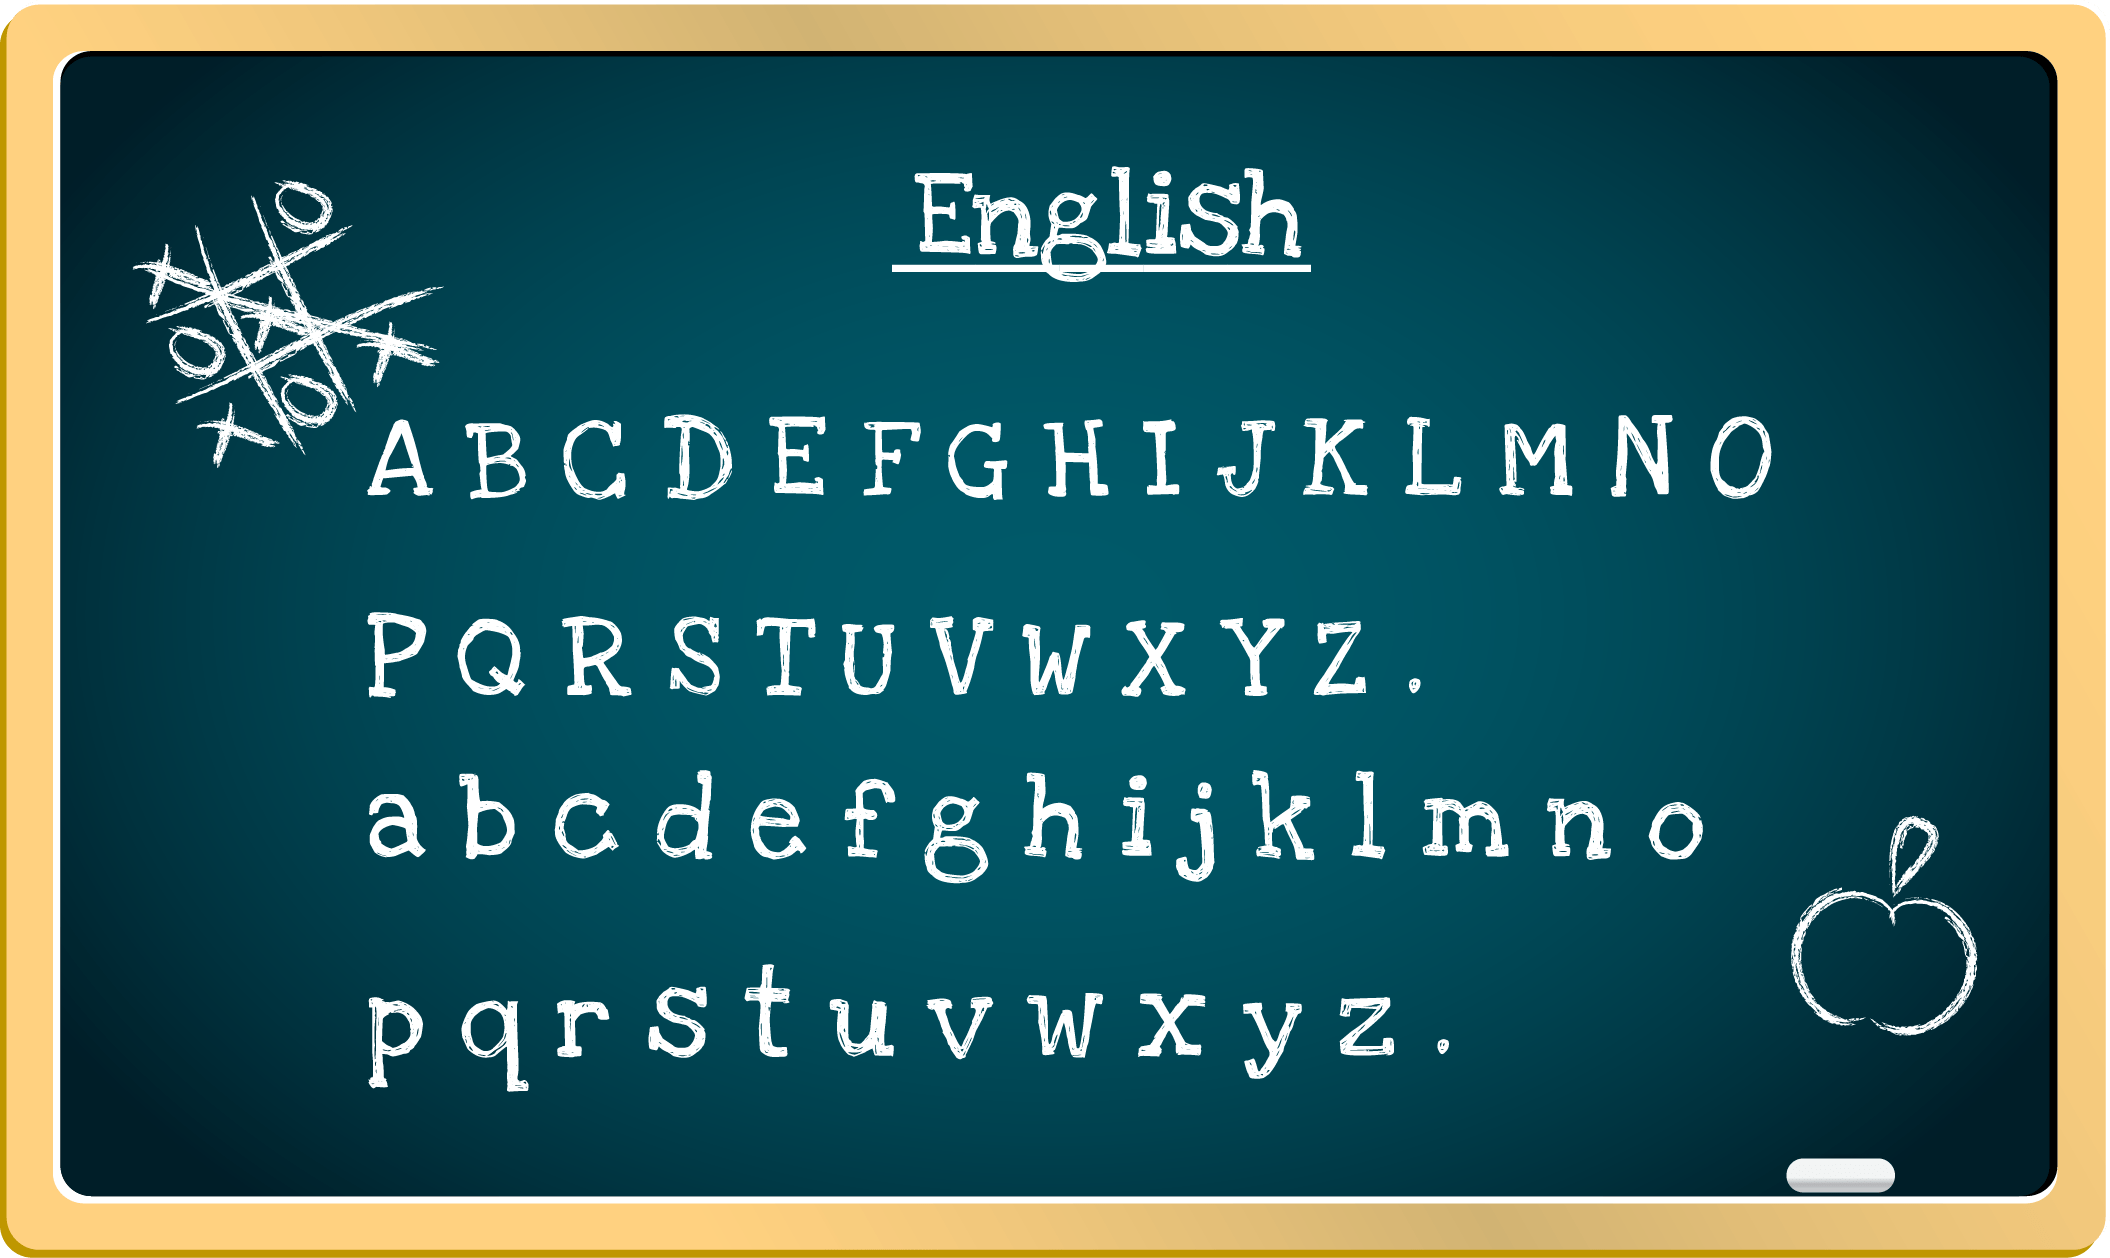 English
A B C D E F G H I J K L M N O
P Q R S T U V W X Y Z .
a b c d e f g h i j k l m n o
p q r s t u v w x y z .